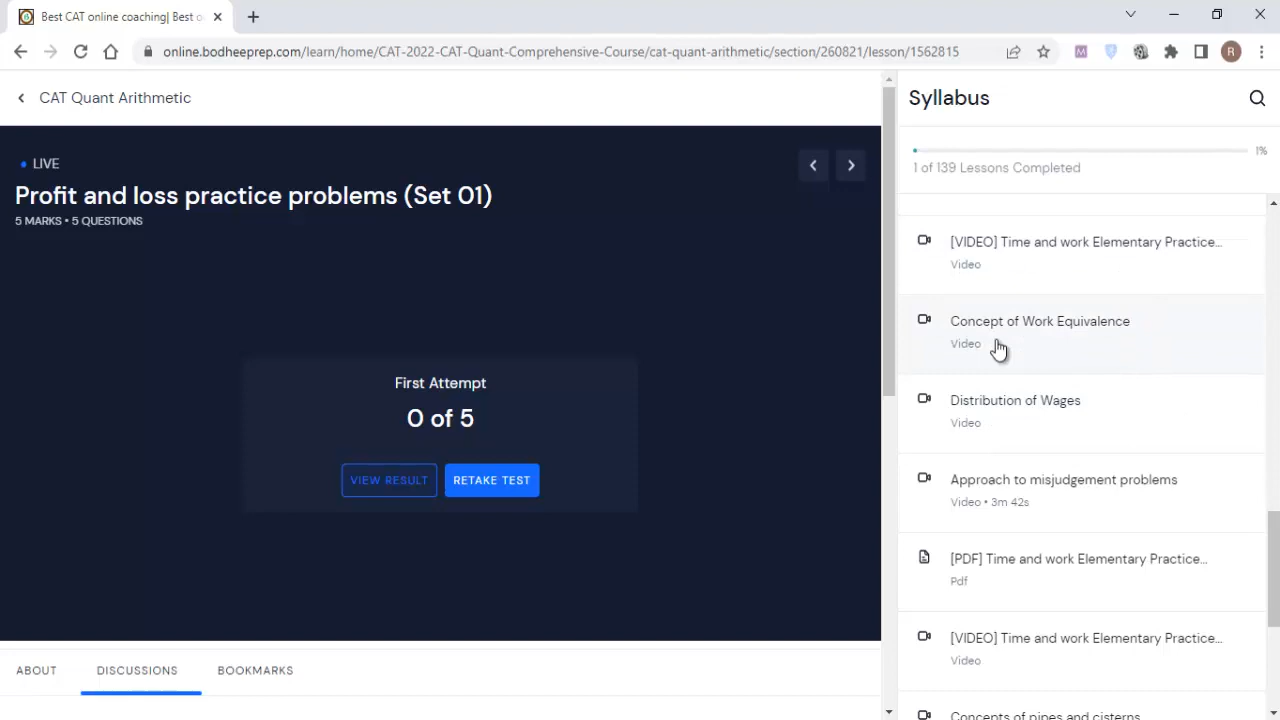 Best CAT online coaching| Best o
online.bodheeprep.com/learn/home/CAT-2022-CAT-Quant-Comprehensive-Course/cat-quant-arithmetic/section/260821/lesson/1562815
R
CAT Quant Arithmetic
LIVE
Profit and loss practice problems (Set 01)
5 MARKS • 5 QUESTIONS
First Attempt
0 of 5
VIEW RESULT
RETAKE TEST
ABOUT
DISCUSSIONS
BOOKMARKS
Syllabus
1%
1 of 139 Lessons Completed
[VIDEO] Time and work Elementary Practice...
Video
Concept of Work Equivalence
Video
Distribution of Wages
Video
Approach to misjudgement problems
Video • 3m 42s
[PDF] Time and work Elementary Practice...
Pdf
[VIDEO] Time and work Elementary Practice...
Video
Concepts of pipes and cisterns